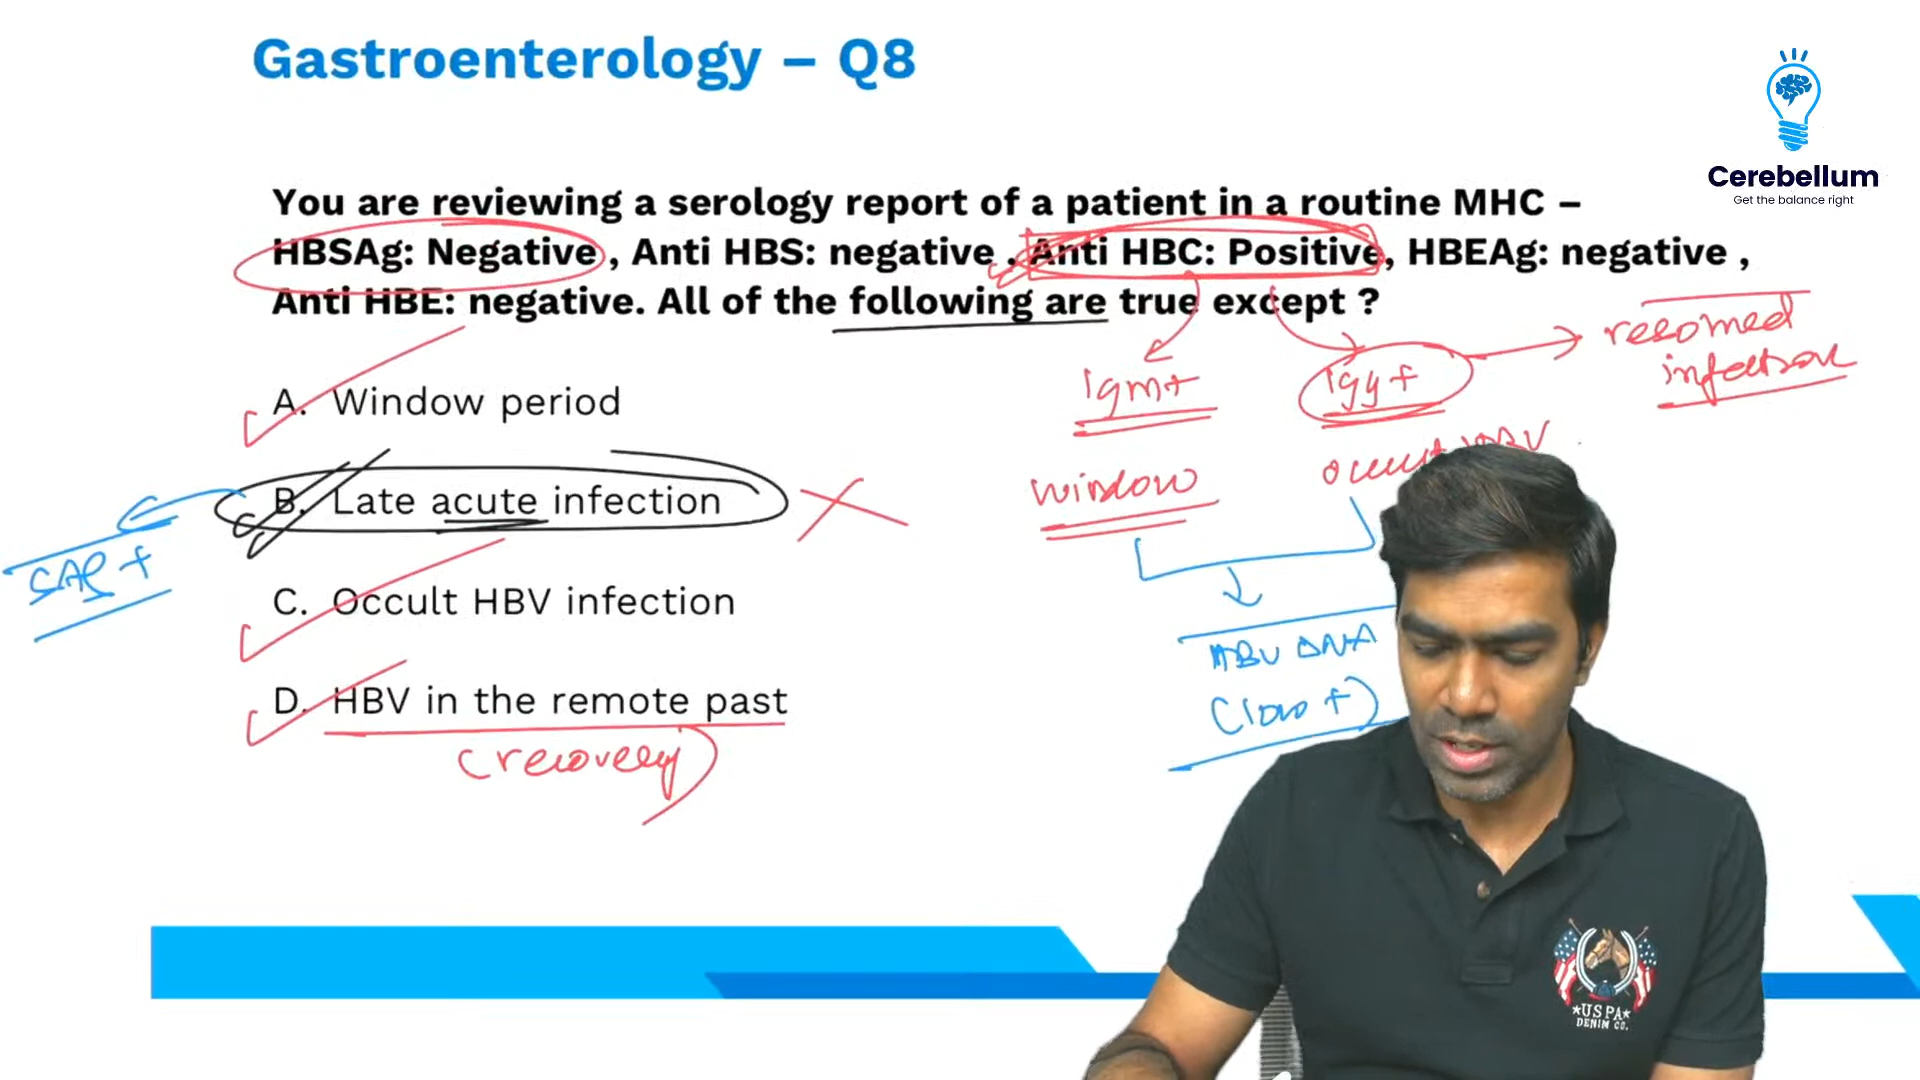 Gastroenterology – Q8
Cerebellum
Get the balance right
You are reviewing a serology report of a patient in a routine MHC –
HBSAg: Negative , Anti HBS: negative , Anti HBC: Positive, HBEAg: negative ,
Anti HBE: negative. All of the following are true except ?
A. Window period
B. Late acute infection
C. Occult HBV infection
D. HBV in the remote past
(recovery)
SAg +
Igm+
Igg +
infection
window
HBV DNA
(low +)
USPA
DENIM CO.